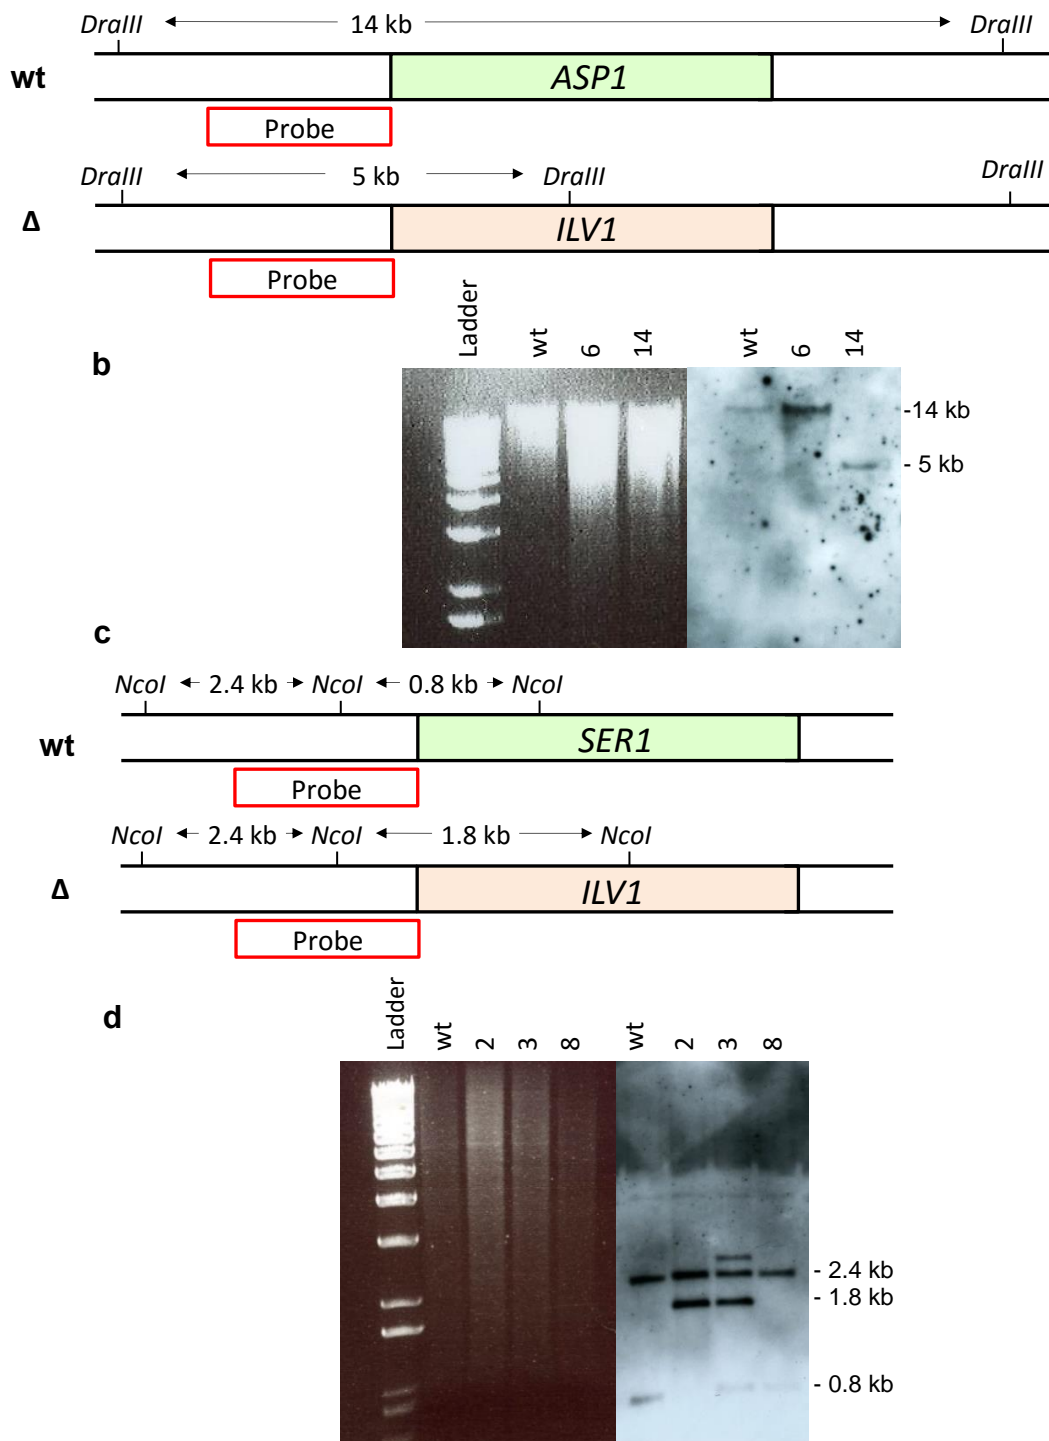 DraIII 14 kb DraIII
wt ASP1
Probe
DraIII 5 kb DraIII DraIII
Δ ILV1
Probe
b
Ladder wt 6 14 wt 6 14
-14 kb
- 5 kb
c
NcoI 2.4 kb NcoI 0.8 kb NcoI
wt SER1
Probe
NcoI 2.4 kb NcoI 1.8 kb NcoI
Δ ILV1
Probe
d
Ladder wt 2 3 8 wt 2 3 8
- 2.4 kb
- 1.8 kb
- 0.8 kb